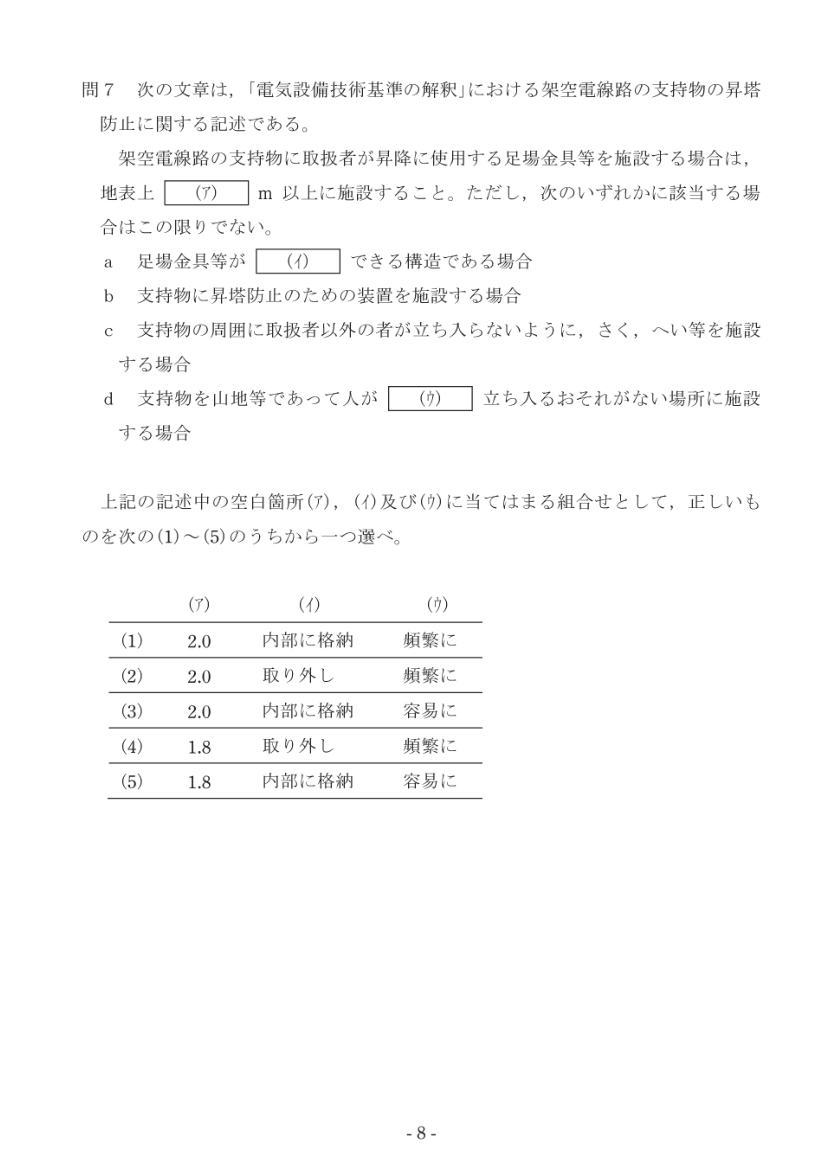 問７　次の文章は，「電気設備技術基準の解釈」における架空電線路の支持物の昇塔
防止に関する記述である。
架空電線路の支持物に取扱者が昇降に使用する足場金具等を施設する場合は，
地表上 (ｱ) m 以上に施設すること。ただし，次のいずれかに該当する場
合はこの限りでない。
a　足場金具等が (ｲ) できる構造である場合
b　支持物に昇塔防止のための装置を施設する場合
c　支持物の周囲に取扱者以外の者が立ち入らないように，さく，へい等を施設
する場合
d　支持物を山地等であって人が (ｳ) 立ち入るおそれがない場所に施設
する場合
上記の記述中の空白箇所(ｱ)，(ｲ)及び(ｳ)に当てはまる組合せとして，正しいも
のを次の(1)～(5)のうちから一つ選べ。
(ｱ)　(ｲ)　(ｳ)
(1)　2.0　内部に格納　頻繁に
(2)　2.0　取り外し　頻繁に
(3)　2.0　内部に格納　容易に
(4)　1.8　取り外し　頻繁に
(5)　1.8　内部に格納　容易に
- 8 -